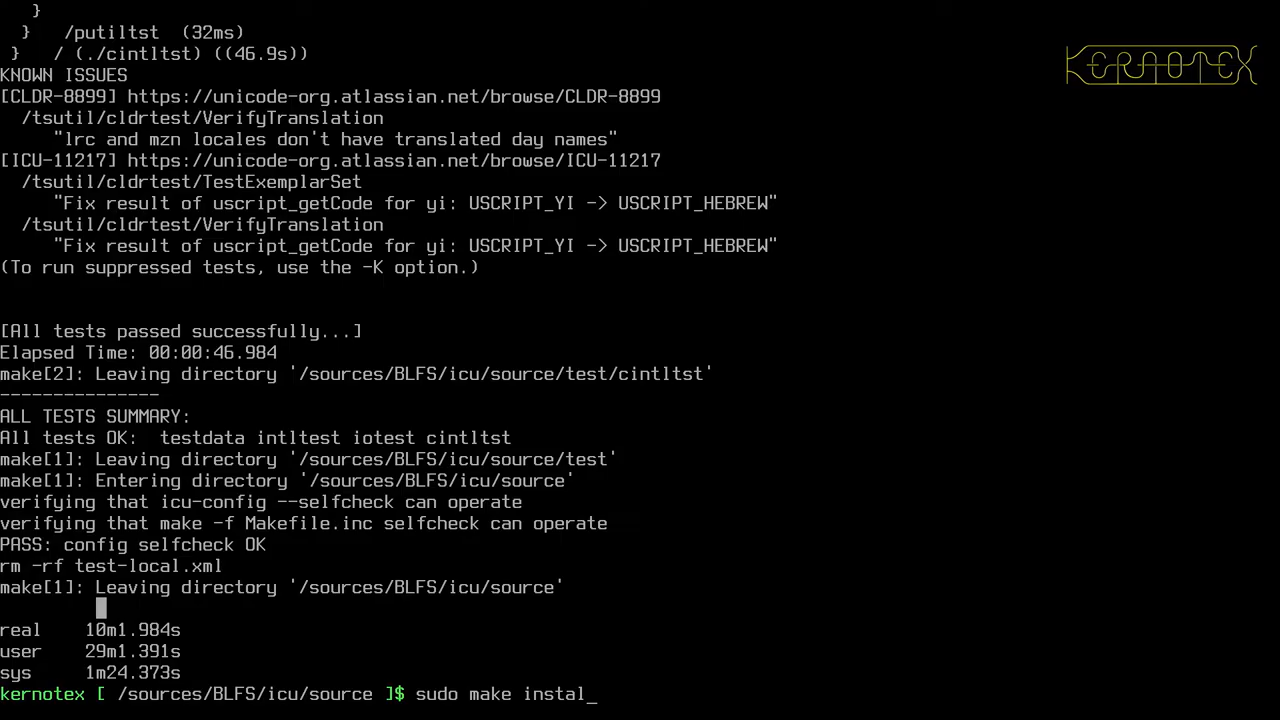 }
  }   /putiltst  (32ms)
 }   / (./cintltst) ((46.9s))
KNOWN ISSUES
[CLDR-8899] https://unicode-org.atlassian.net/browse/CLDR-8899
  /tsutil/cldrtest/VerifyTranslation
     "lrc and mzn locales don't have translated day names"
[ICU-11217] https://unicode-org.atlassian.net/browse/ICU-11217
  /tsutil/cldrtest/TestExemplarSet
     "Fix result of uscript_getCode for yi: USCRIPT_YI -> USCRIPT_HEBREW"
  /tsutil/cldrtest/VerifyTranslation
     "Fix result of uscript_getCode for yi: USCRIPT_YI -> USCRIPT_HEBREW"
(To run suppressed tests, use the -K option.)
[All tests passed successfully...]
Elapsed Time: 00:00:46.984
make[2]: Leaving directory '/sources/BLFS/icu/source/test/cintltst'
---------------
ALL TESTS SUMMARY:
All tests OK:  testdata intltest iotest cintltst
make[1]: Leaving directory '/sources/BLFS/icu/source/test'
make[1]: Entering directory '/sources/BLFS/icu/source'
verifying that icu-config --selfcheck can operate
verifying that make -f Makefile.inc selfcheck can operate
PASS: config selfcheck OK
rm -rf test-local.xml
make[1]: Leaving directory '/sources/BLFS/icu/source'
real    10m1.984s
user    29m1.391s
sys     1m24.373s
kernotex [ /sources/BLFS/icu/source ]$ sudo make instal_
KERNOTEX